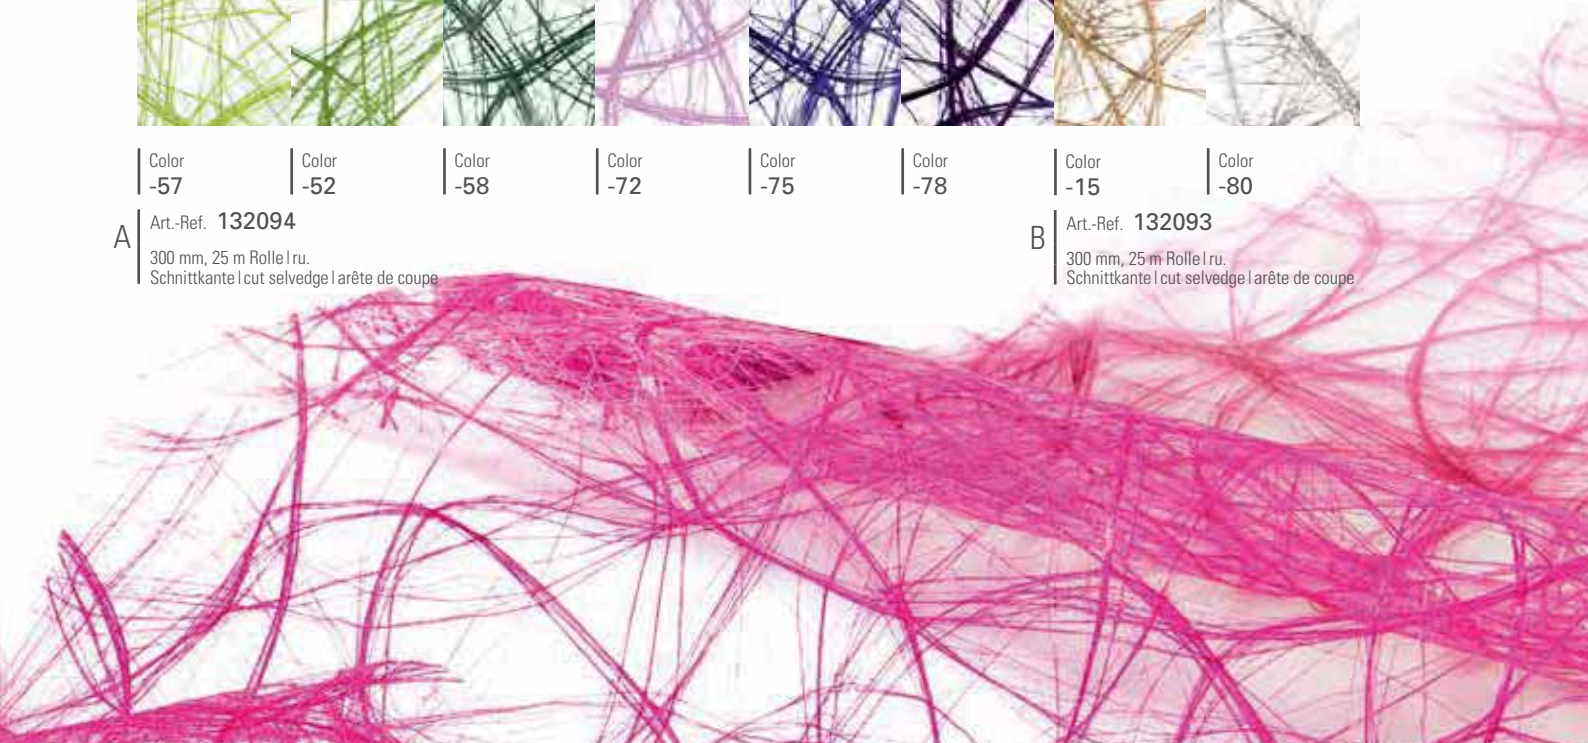 Color
-57
Color
-52
Color
-58
Color
-72
Color
-75
Color
-78
Color
-15
Color
-80
A
Art.-Ref. 132094
300 mm, 25 m Rolle|ru.
Schnittkante|cut selvedge|arête de coupe
B
Art.-Ref. 132093
300 mm, 25 m Rolle|ru.
Schnittkante|cut selvedge|arête de coupe